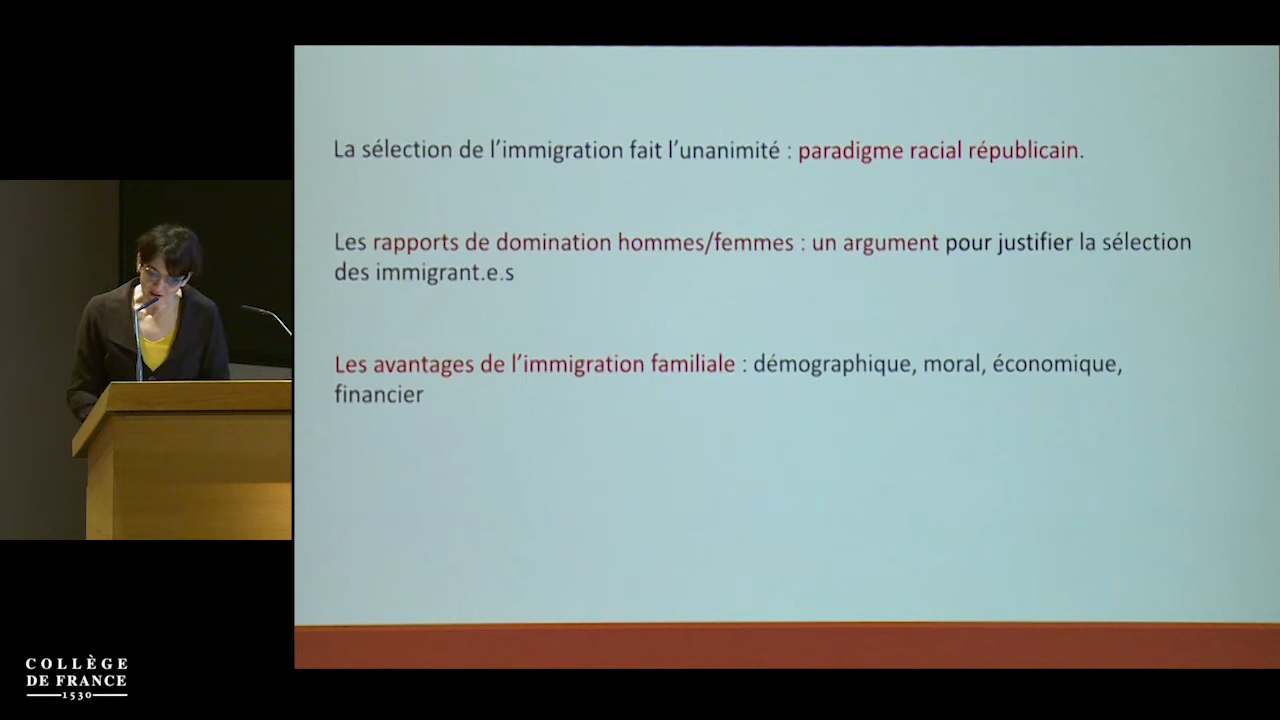 La sélection de l’immigration fait l’unanimité : paradigme racial républicain.
Les rapports de domination hommes/femmes : un argument pour justifier la sélection
des immigrant.e.s
Les avantages de l’immigration familiale : démographique, moral, économique,
financier
COLLÈGE
DE FRANCE
1530